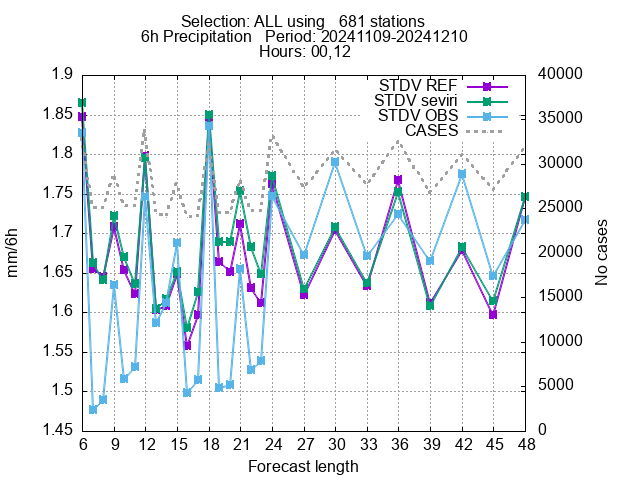 Selection: ALL using   681 stations
6h Precipitation   Period: 20241109-20241210
Hours: 00,12
STDV REF
STDV seviri
STDV OBS
CASES
1.9
1.85
1.8
1.75
1.7
1.65
1.6
1.55
1.5
1.45
40000
35000
30000
25000
20000
15000
10000
5000
0
mm/6h
No cases
6 9 12 15 18 21 24 27 30 33 36 39 42 45 48
Forecast length